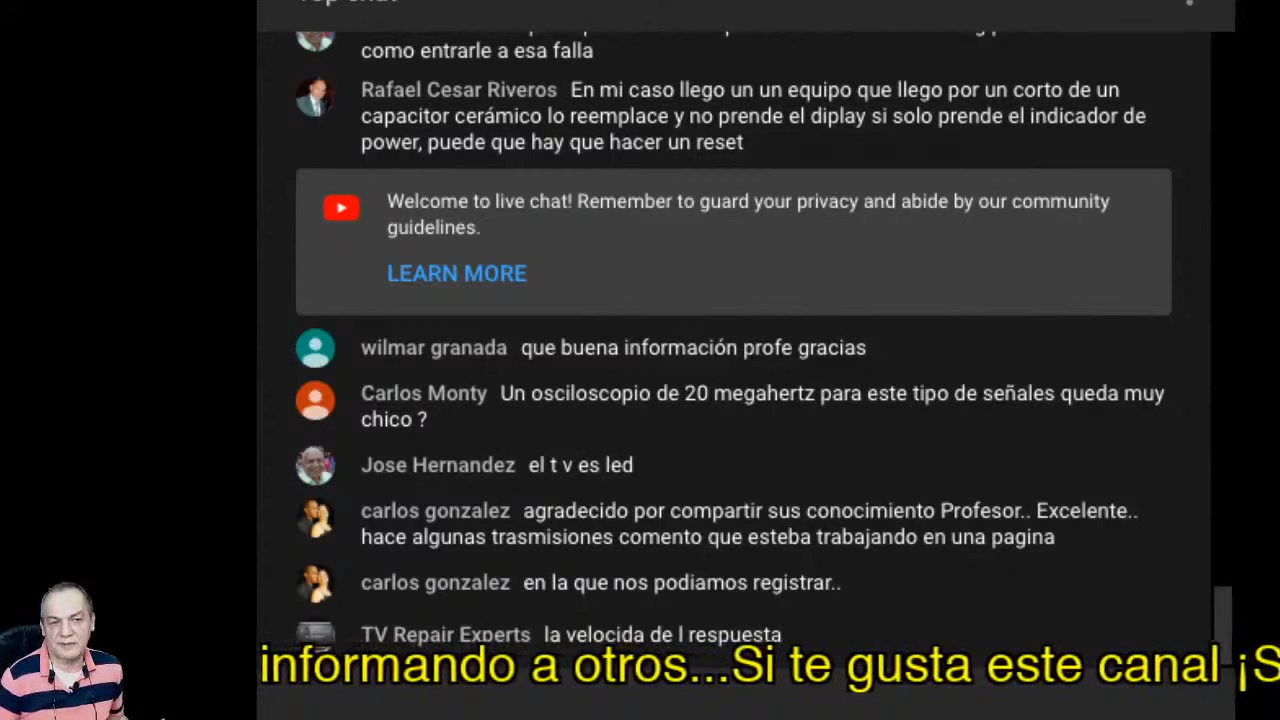 Top chat
como entrarle a esa falla
Rafael Cesar Riveros En mi caso llego un un equipo que llego por un corto de un
capacitor cerámico lo reemplace y no prende el diplay si solo prende el indicador de
power, puede que hay que hacer un reset
Welcome to live chat! Remember to guard your privacy and abide by our community
guidelines.
LEARN MORE
wilmar granada que buena información profe gracias
Carlos Monty Un osciloscopio de 20 megahertz para este tipo de señales queda muy
chico ?
Jose Hernandez el t v es led
carlos gonzalez agradecido por compartir sus conocimiento Profesor.. Excelente..
hace algunas trasmisiones comento que esteba trabajando en una pagina
carlos gonzalez en la que nos podiamos registrar..
TV Repair Experts la velocida de l respuesta
informando a otros...Si te gusta este canal ¡S